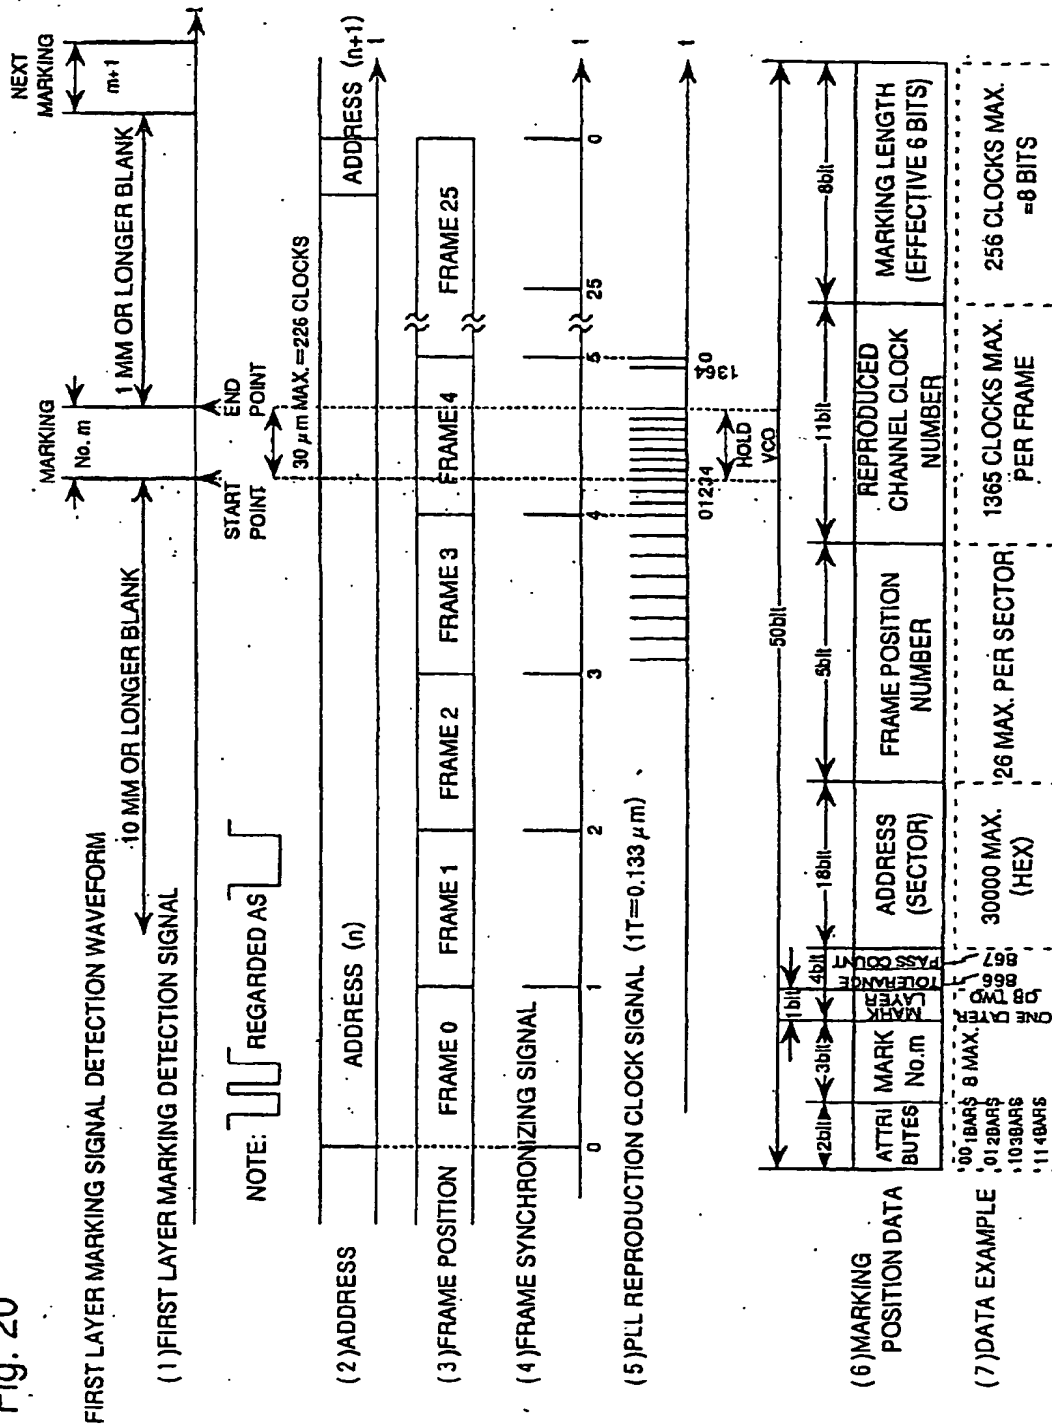 Fig. 20
FIRST LAYER MARKING SIGNAL DETECTION WAVEFORM
(1)FIRST LAYER MARKING DETECTION SIGNAL
10 MM OR LONGER BLANK
MARKING
No. m
1 MM OR LONGER BLANK
NEXT
MARKING
m+1
t
START
POINT
END
POINT
NOTE:
REGARDED AS
30 μm MAX.=226 CLOCKS
(2)ADDRESS
ADDRESS (n)
ADDRESS (n+1)
t
(3)FRAME POSITION
FRAME 0
FRAME 1
FRAME 2
FRAME 3
FRAME 4
FRAME 25
(4)FRAME SYNCHRONIZING SIGNAL
0
1
2
3
4
5
25
0
t
(5)PLL REPRODUCTION CLOCK SIGNAL (1T=0.133 μm)
01234
1364
0
t
HOLD
VCO
50bit
2bit
3bit
1bit
4bit
18bit
5bit
11bit
8bit
(6)MARKING
POSITION DATA
ATTRI
BUTES
MARK
No.m
MARK
LAYER
TOLERANCE
PASS COUNT
ADDRESS
(SECTOR)
FRAME POSITION
NUMBER
REPRODUCED
CHANNEL CLOCK
NUMBER
MARKING LENGTH
(EFFECTIVE 6 BITS)
(7)DATA EXAMPLE
00 1BARS
01 2BARS
10 3BARS
11 4BARS
8 MAX.
ONE LAYER
OR TWO
866
867
30000 MAX.
(HEX)
26 MAX. PER SECTOR
1365 CLOCKS MAX.
PER FRAME
256 CLOCKS MAX.
=8 BITS